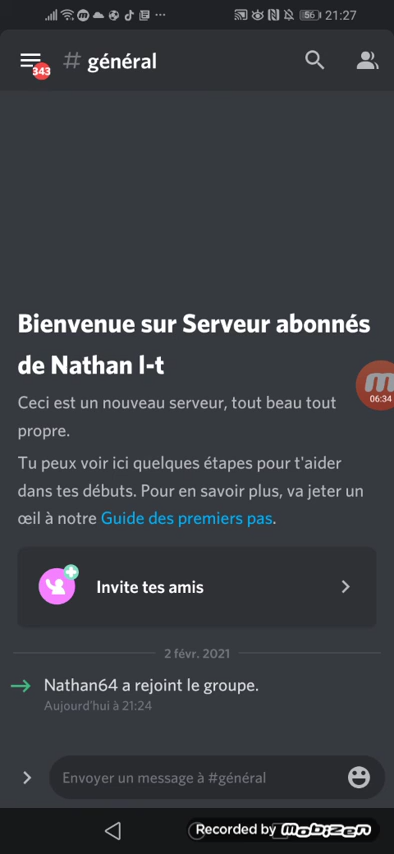 56 21:27
343
# général
Bienvenue sur Serveur abonnés
de Nathan l-t
Ceci est un nouveau serveur, tout beau tout
propre.
06:34
Tu peux voir ici quelques étapes pour t'aider
dans tes débuts. Pour en savoir plus, va jeter un
œil à notre Guide des premiers pas.
Invite tes amis
2 févr. 2021
Nathan64 a rejoint le groupe.
Aujourd'hui à 21:24
Envoyer un message à #général
Recorded by Mobizen